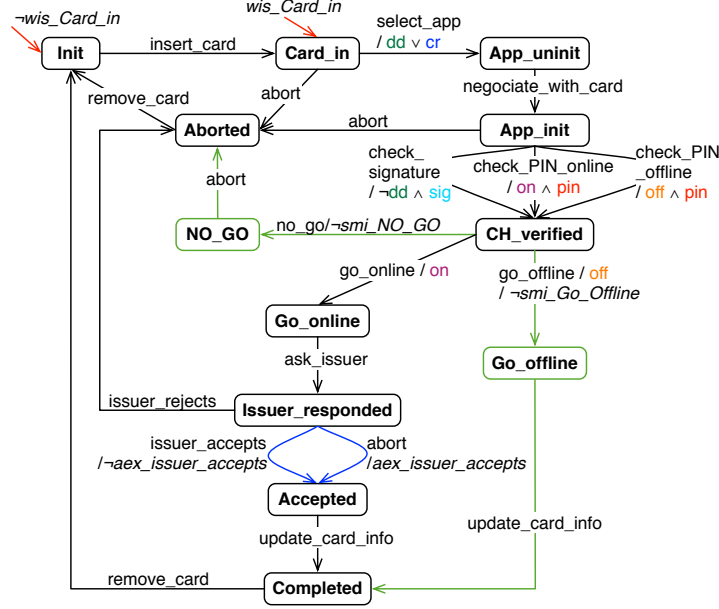 ¬wis_Card_in
wis_Card_in
select_app
/ dd ∨ cr
Init
insert_card
Card_in
App_uninit
negociate_with_card
remove_card
abort
Aborted
abort
App_init
check_
signature
/ ¬dd ∧ sig
check_PIN_online
/ on ∧ pin
check_PIN
_offline
/ off ∧ pin
abort
NO_GO
no_go/¬smi_NO_GO
CH_verified
go_online / on
go_offline / off
/ ¬smi_Go_Offline
Go_online
ask_issuer
Go_offline
issuer_rejects
Issuer_responded
issuer_accepts
/¬aex_issuer_accepts
abort
/aex_issuer_accepts
Accepted
update_card_info
update_card_info
remove_card
Completed